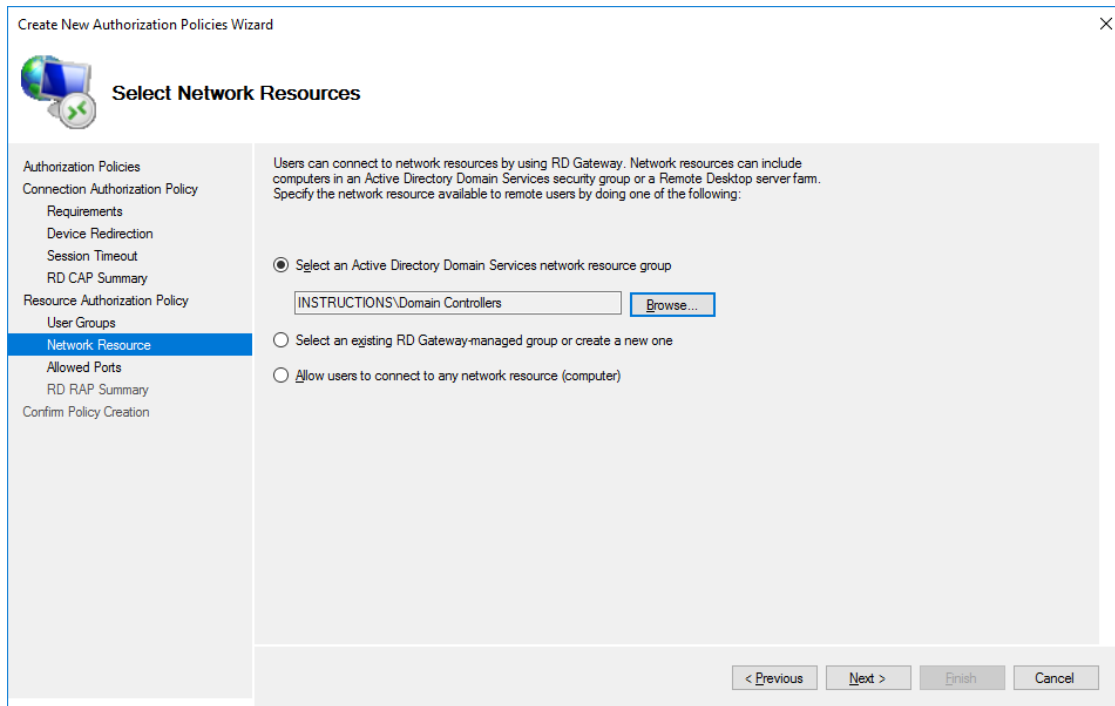 Create New Authorization Policies Wizard
Select Network Resources
Authorization Policies
Connection Authorization Policy
Requirements
Device Redirection
Session Timeout
RD CAP Summary
Resource Authorization Policy
User Groups
Network Resource
Allowed Ports
RD RAP Summary
Confirm Policy Creation
Users can connect to network resources by using RD Gateway. Network resources can include
computers in an Active Directory Domain Services security group or a Remote Desktop server farm.
Specify the network resource available to remote users by doing one of the following:
Select an Active Directory Domain Services network resource group
INSTRUCTIONS\Domain Controllers
Browse...
Select an existing RD Gateway-managed group or create a new one
Allow users to connect to any network resource (computer)
< Previous
Next >
Finish
Cancel